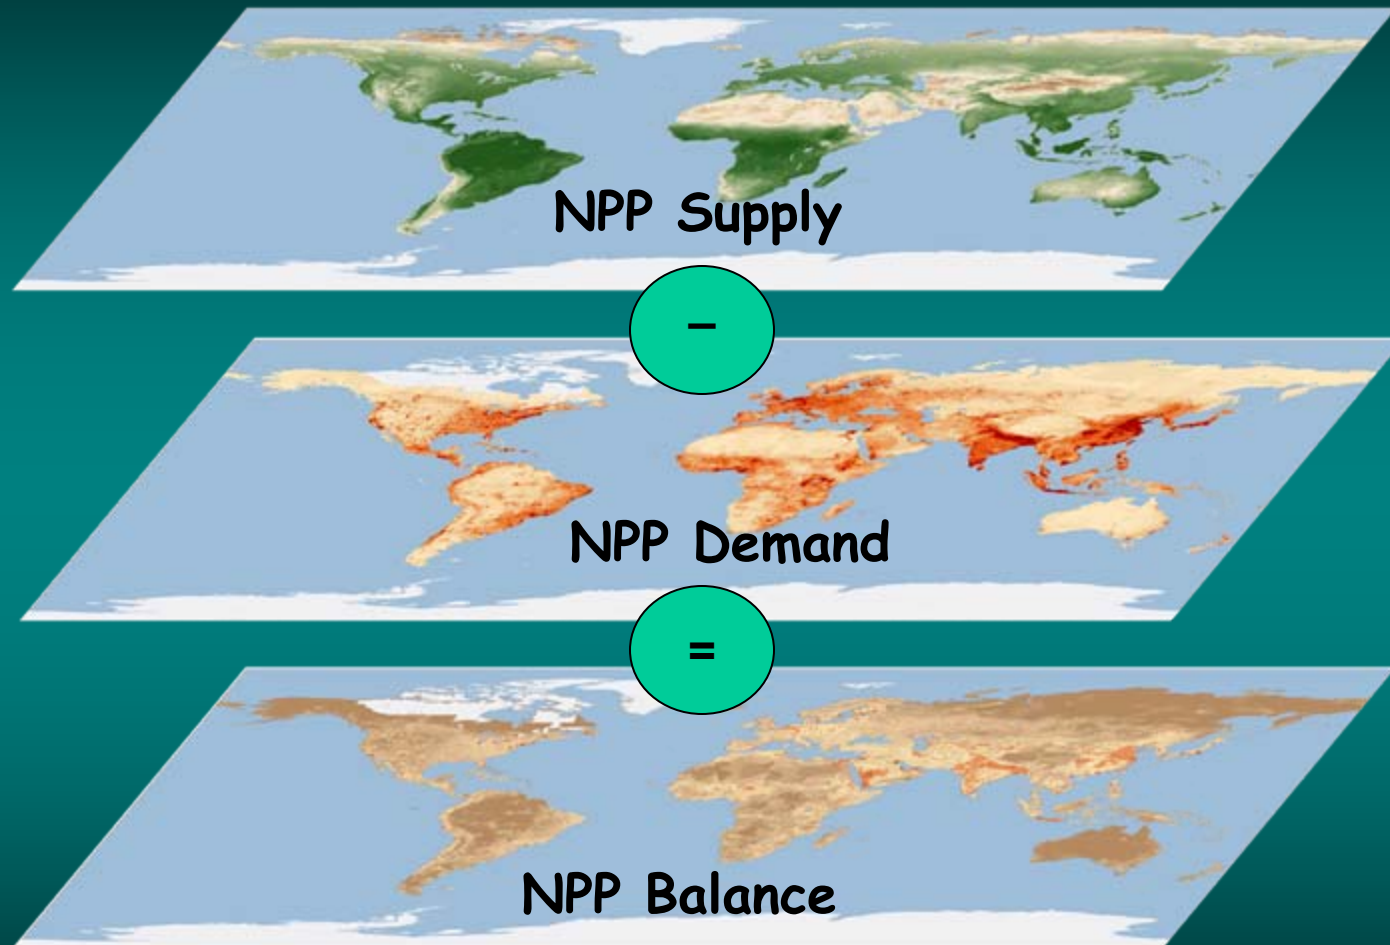 NPP Supply
–
NPP Demand
=
NPP Balance